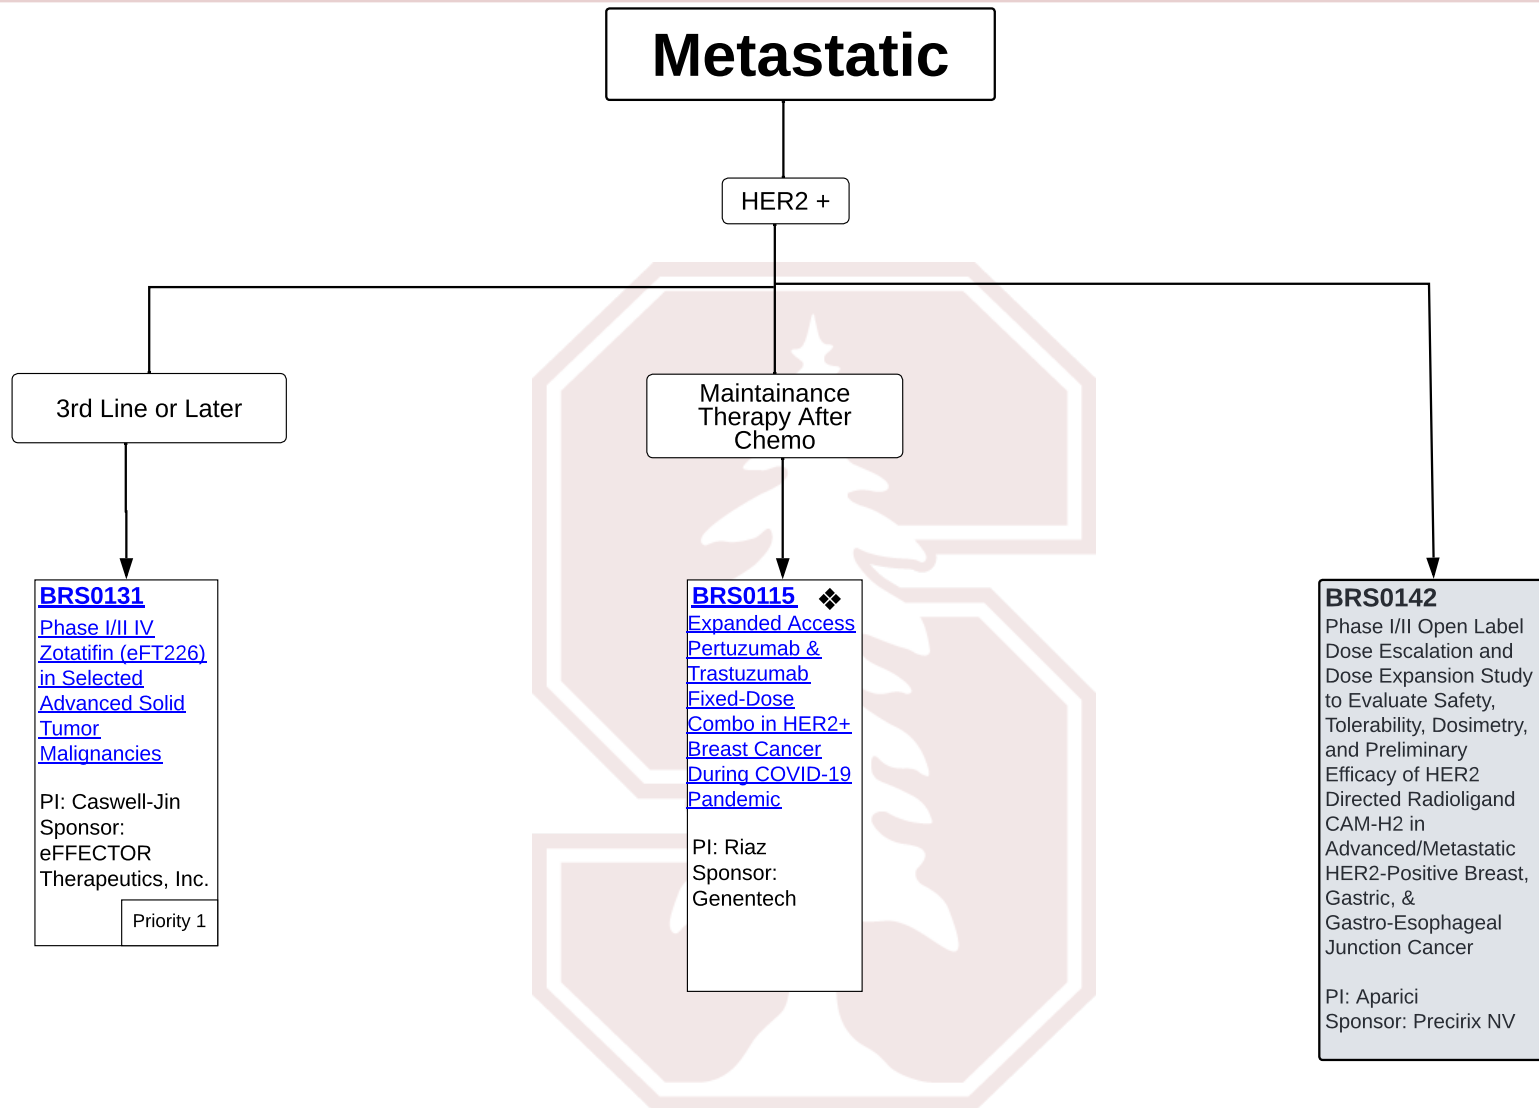 Metastatic
HER2 +
3rd Line or Later
Maintainance
Therapy After
Chemo
BRS0131
Phase I/II IV
Zotatifin (eFT226)
in Selected
Advanced Solid
Tumor
Malignancies
PI: Caswell-Jin
Sponsor:
eFFECTOR
Therapeutics, Inc.
Priority 1
BRS0115 ❖
Expanded Access
Pertuzumab &
Trastuzumab
Fixed-Dose
Combo in HER2+
Breast Cancer
During COVID-19
Pandemic
PI: Riaz
Sponsor:
Genentech
BRS0142
Phase I/II Open Label
Dose Escalation and
Dose Expansion Study
to Evaluate Safety,
Tolerability, Dosimetry,
and Preliminary
Efficacy of HER2
Directed Radioligand
CAM-H2 in
Advanced/Metastatic
HER2-Positive Breast,
Gastric, &
Gastro-Esophageal
Junction Cancer
PI: Aparici
Sponsor: Precirix NV